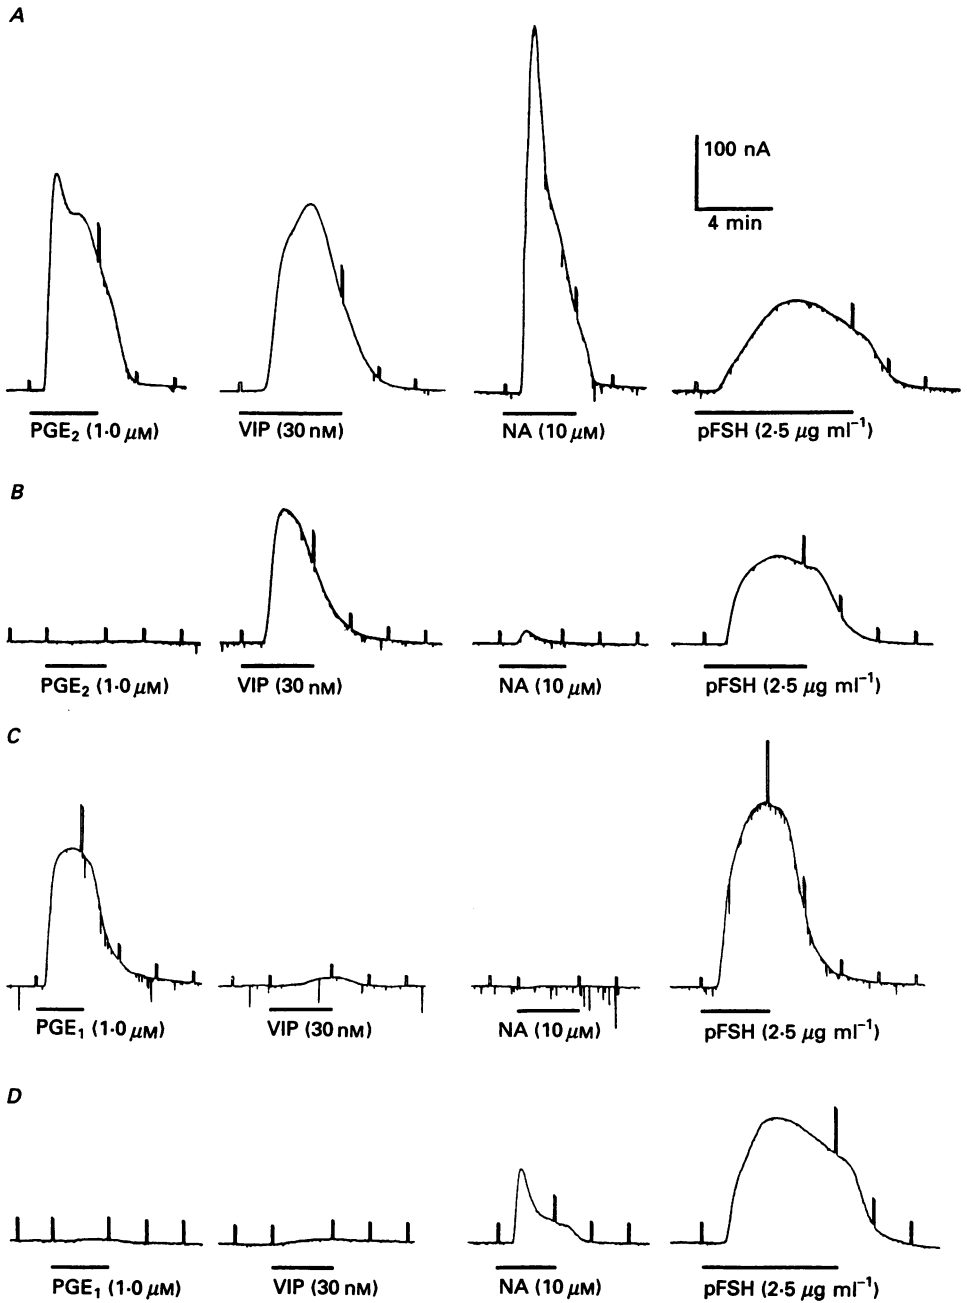 A
100 nA
4 min
PGE₂ (1·0 μM) VIP (30 nM) NA (10 μM) pFSH (2·5 μg ml⁻¹)
B
PGE₂ (1·0 μM) VIP (30 nM) NA (10 μM) pFSH (2·5 μg ml⁻¹)
C
PGE₁ (1·0 μM) VIP (30 nM) NA (10 μM) pFSH (2·5 μg ml⁻¹)
D
PGE₁ (1·0 μM) VIP (30 nM) NA (10 μM) pFSH (2·5 μg ml⁻¹)